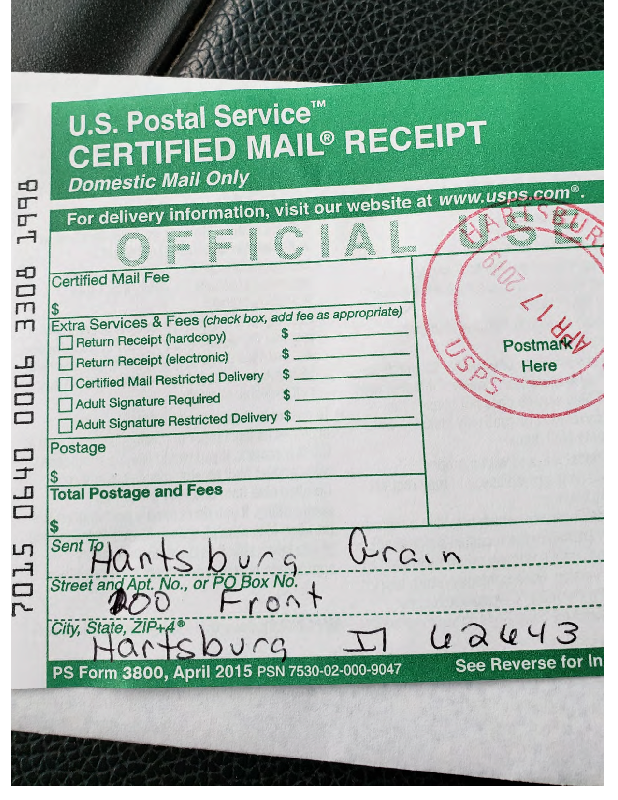 U.S. Postal Service™
CERTIFIED MAIL® RECEIPT
Domestic Mail Only
For delivery information, visit our website at www.usps.com®.
OFFICIAL USE
HARTSBURG
APR 17 2019
USPS
Postmark
Here
Certified Mail Fee
$
Extra Services & Fees (check box, add fee as appropriate)
Return Receipt (hardcopy) $
Return Receipt (electronic) $
Certified Mail Restricted Delivery $
Adult Signature Required $
Adult Signature Restricted Delivery $
Postage
$
Total Postage and Fees
$
Sent To
Hartsburg Grain
Street and Apt. No., or PO Box No.
200 Front
City, State, ZIP+4®
Hartsburg Il 62643
PS Form 3800, April 2015 PSN 7530-02-000-9047 See Reverse for In
7015 0640 0006 3308 1998